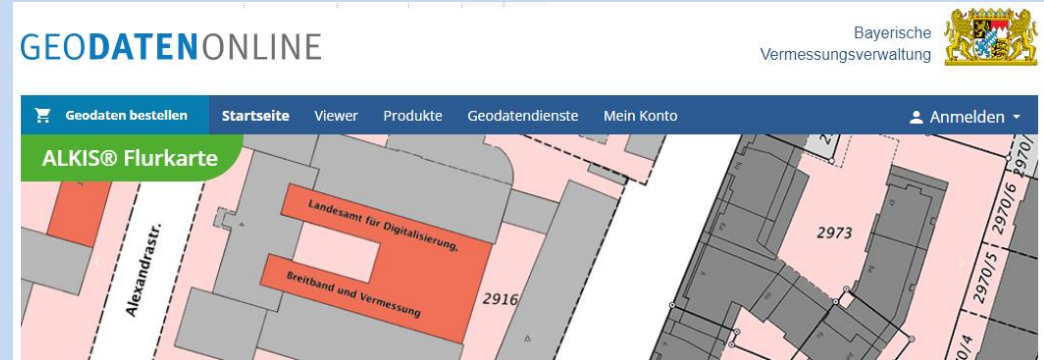 GEODATENONLINE
Bayerische
Vermessungsverwaltung
Geodaten bestellen
Startseite
Viewer
Produkte
Geodatendienste
Mein Konto
Anmelden
ALKIS® Flurkarte
Alexandrastr.
Landesamt für Digitalisierung,
Breitband und Vermessung
2916
2973
2970/6
2970/5